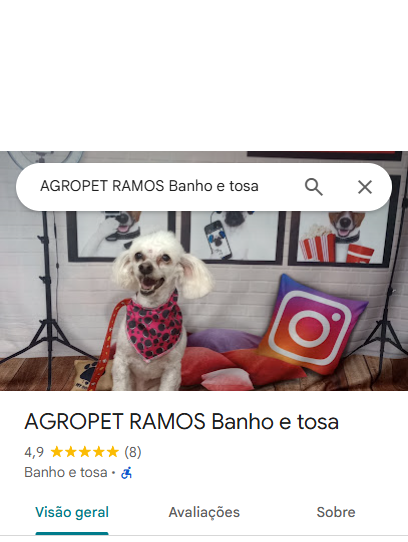 AGROPET RAMOS Banho e tosa
AGROPET RAMOS Banho e tosa
4,9 (8)
Banho e tosa ·
Visão geral Avaliações Sobre